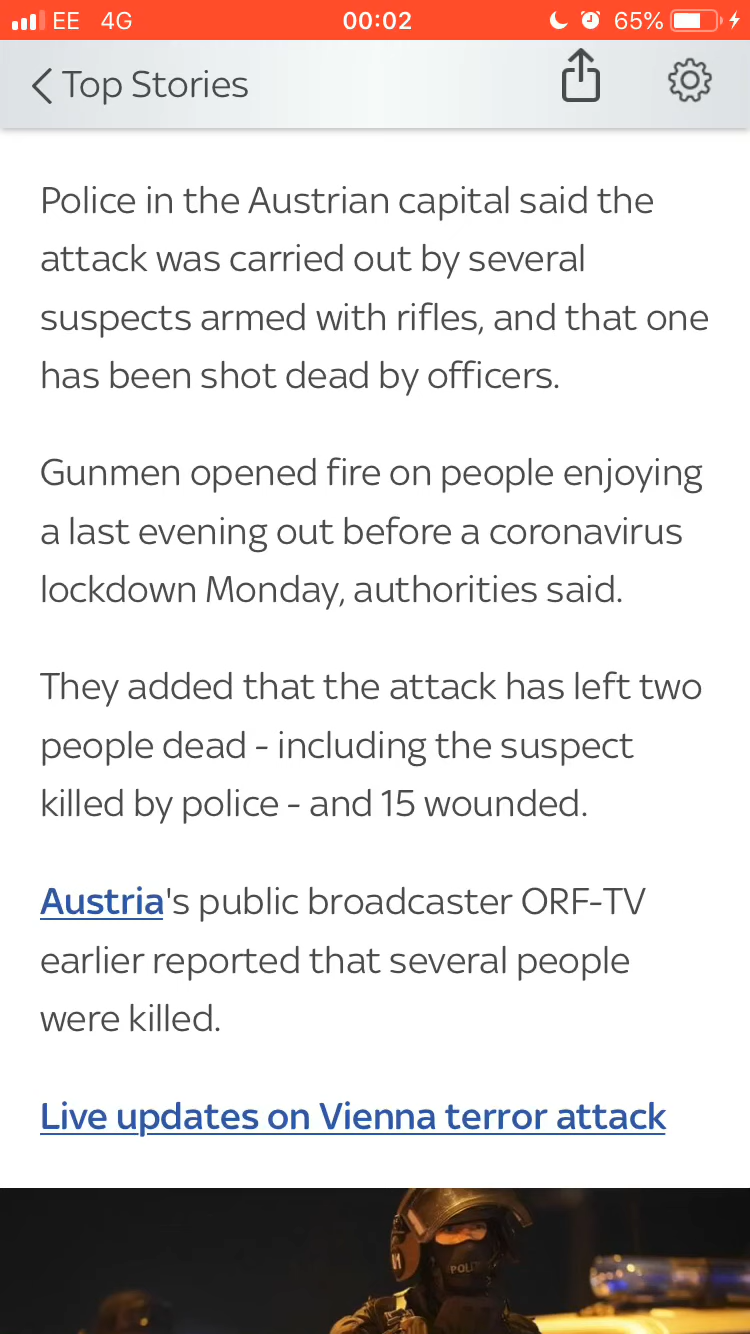 EE 4G 00:02 65%
Top Stories
Police in the Austrian capital said the
attack was carried out by several
suspects armed with rifles, and that one
has been shot dead by officers.
Gunmen opened fire on people enjoying
a last evening out before a coronavirus
lockdown Monday, authorities said.
They added that the attack has left two
people dead - including the suspect
killed by police - and 15 wounded.
Austria's public broadcaster ORF-TV
earlier reported that several people
were killed.
Live updates on Vienna terror attack